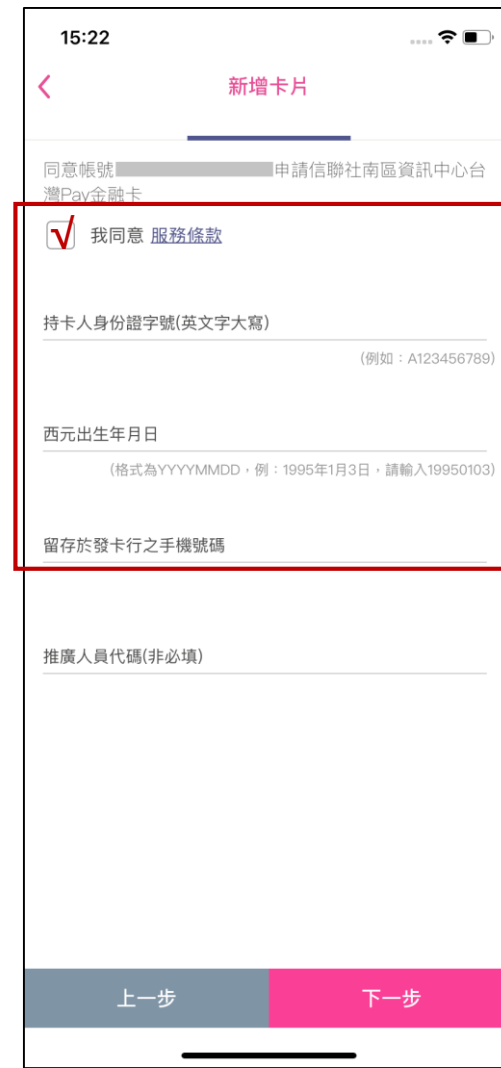 15:22
新增卡片
同意帳號
申請信聯社南區資訊中心台
灣Pay金融卡
√ 我同意 服務條款
持卡人身份證字號(英文字大寫)
(例如：A123456789)
西元出生年月日
(格式為YYYYMMDD，例：1995年1月3日，請輸入19950103)
留存於發卡行之手機號碼
推廣人員代碼(非必填)
上一步
下一步